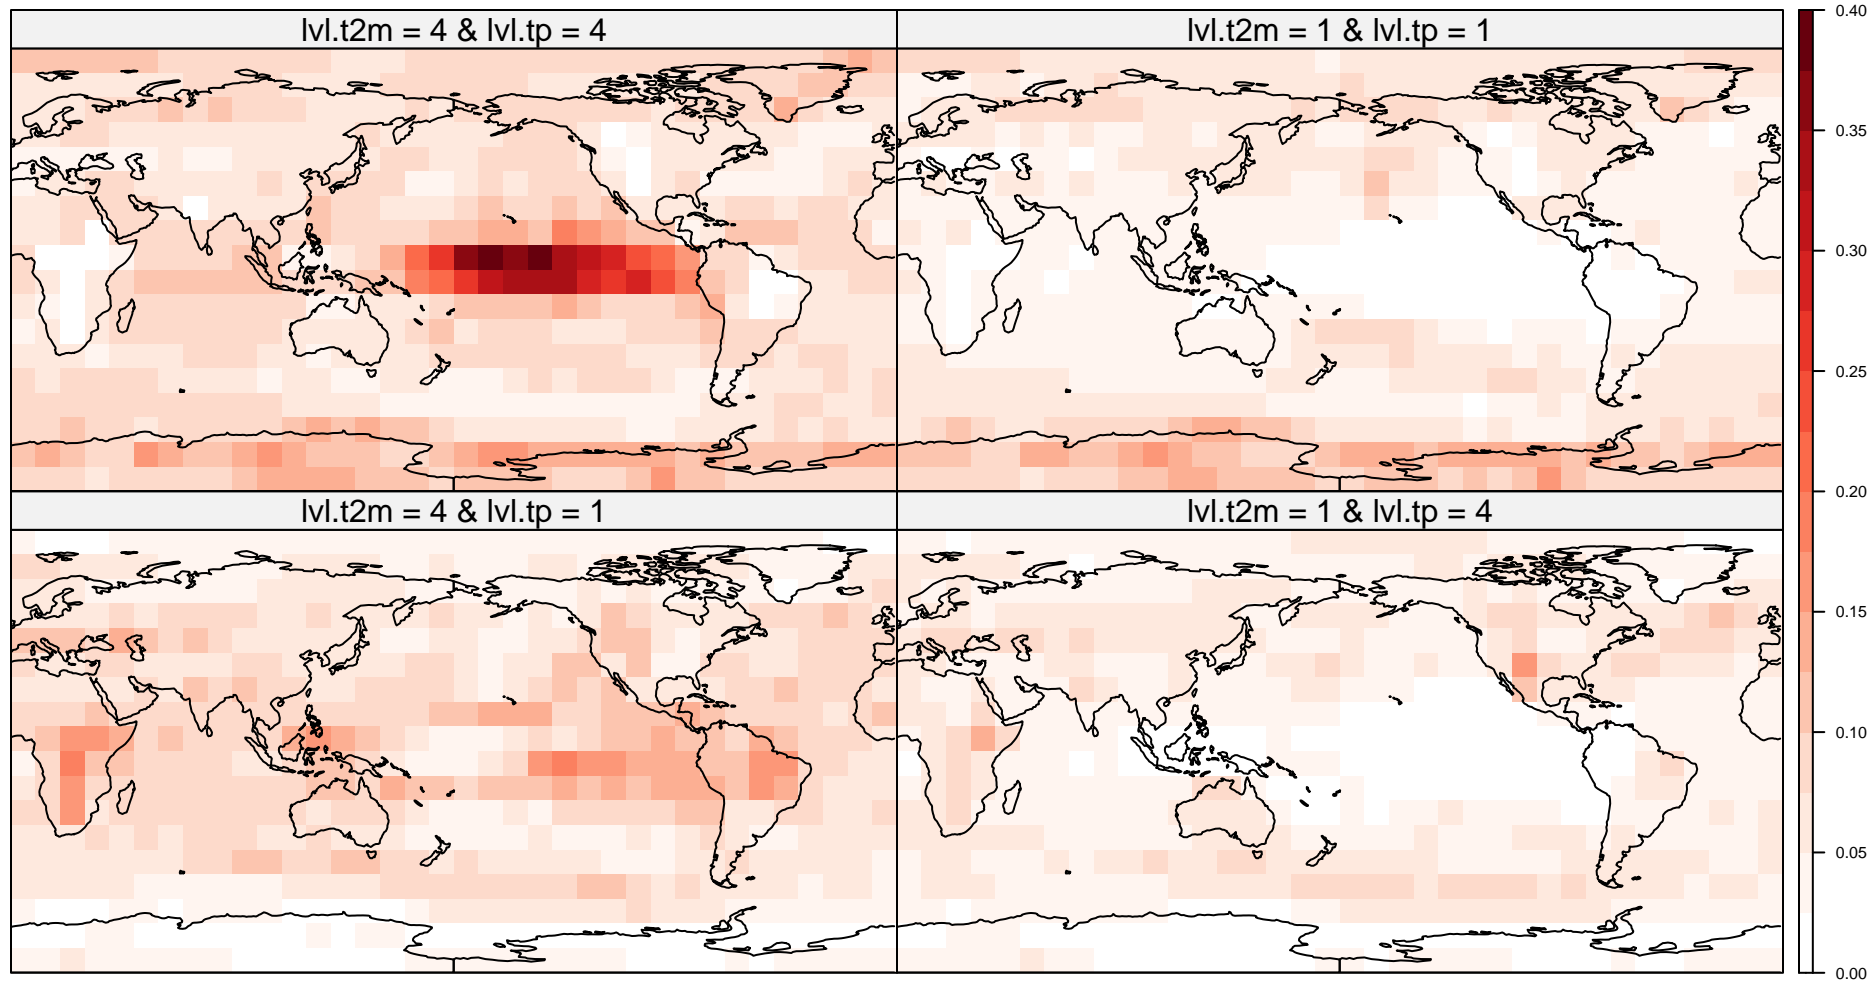 lvl.t2m = 4 & lvl.tp = 4
lvl.t2m = 1 & lvl.tp = 1
lvl.t2m = 4 & lvl.tp = 1
lvl.t2m = 1 & lvl.tp = 4
0.40
0.35
0.30
0.25
0.20
0.15
0.10
0.05
0.00